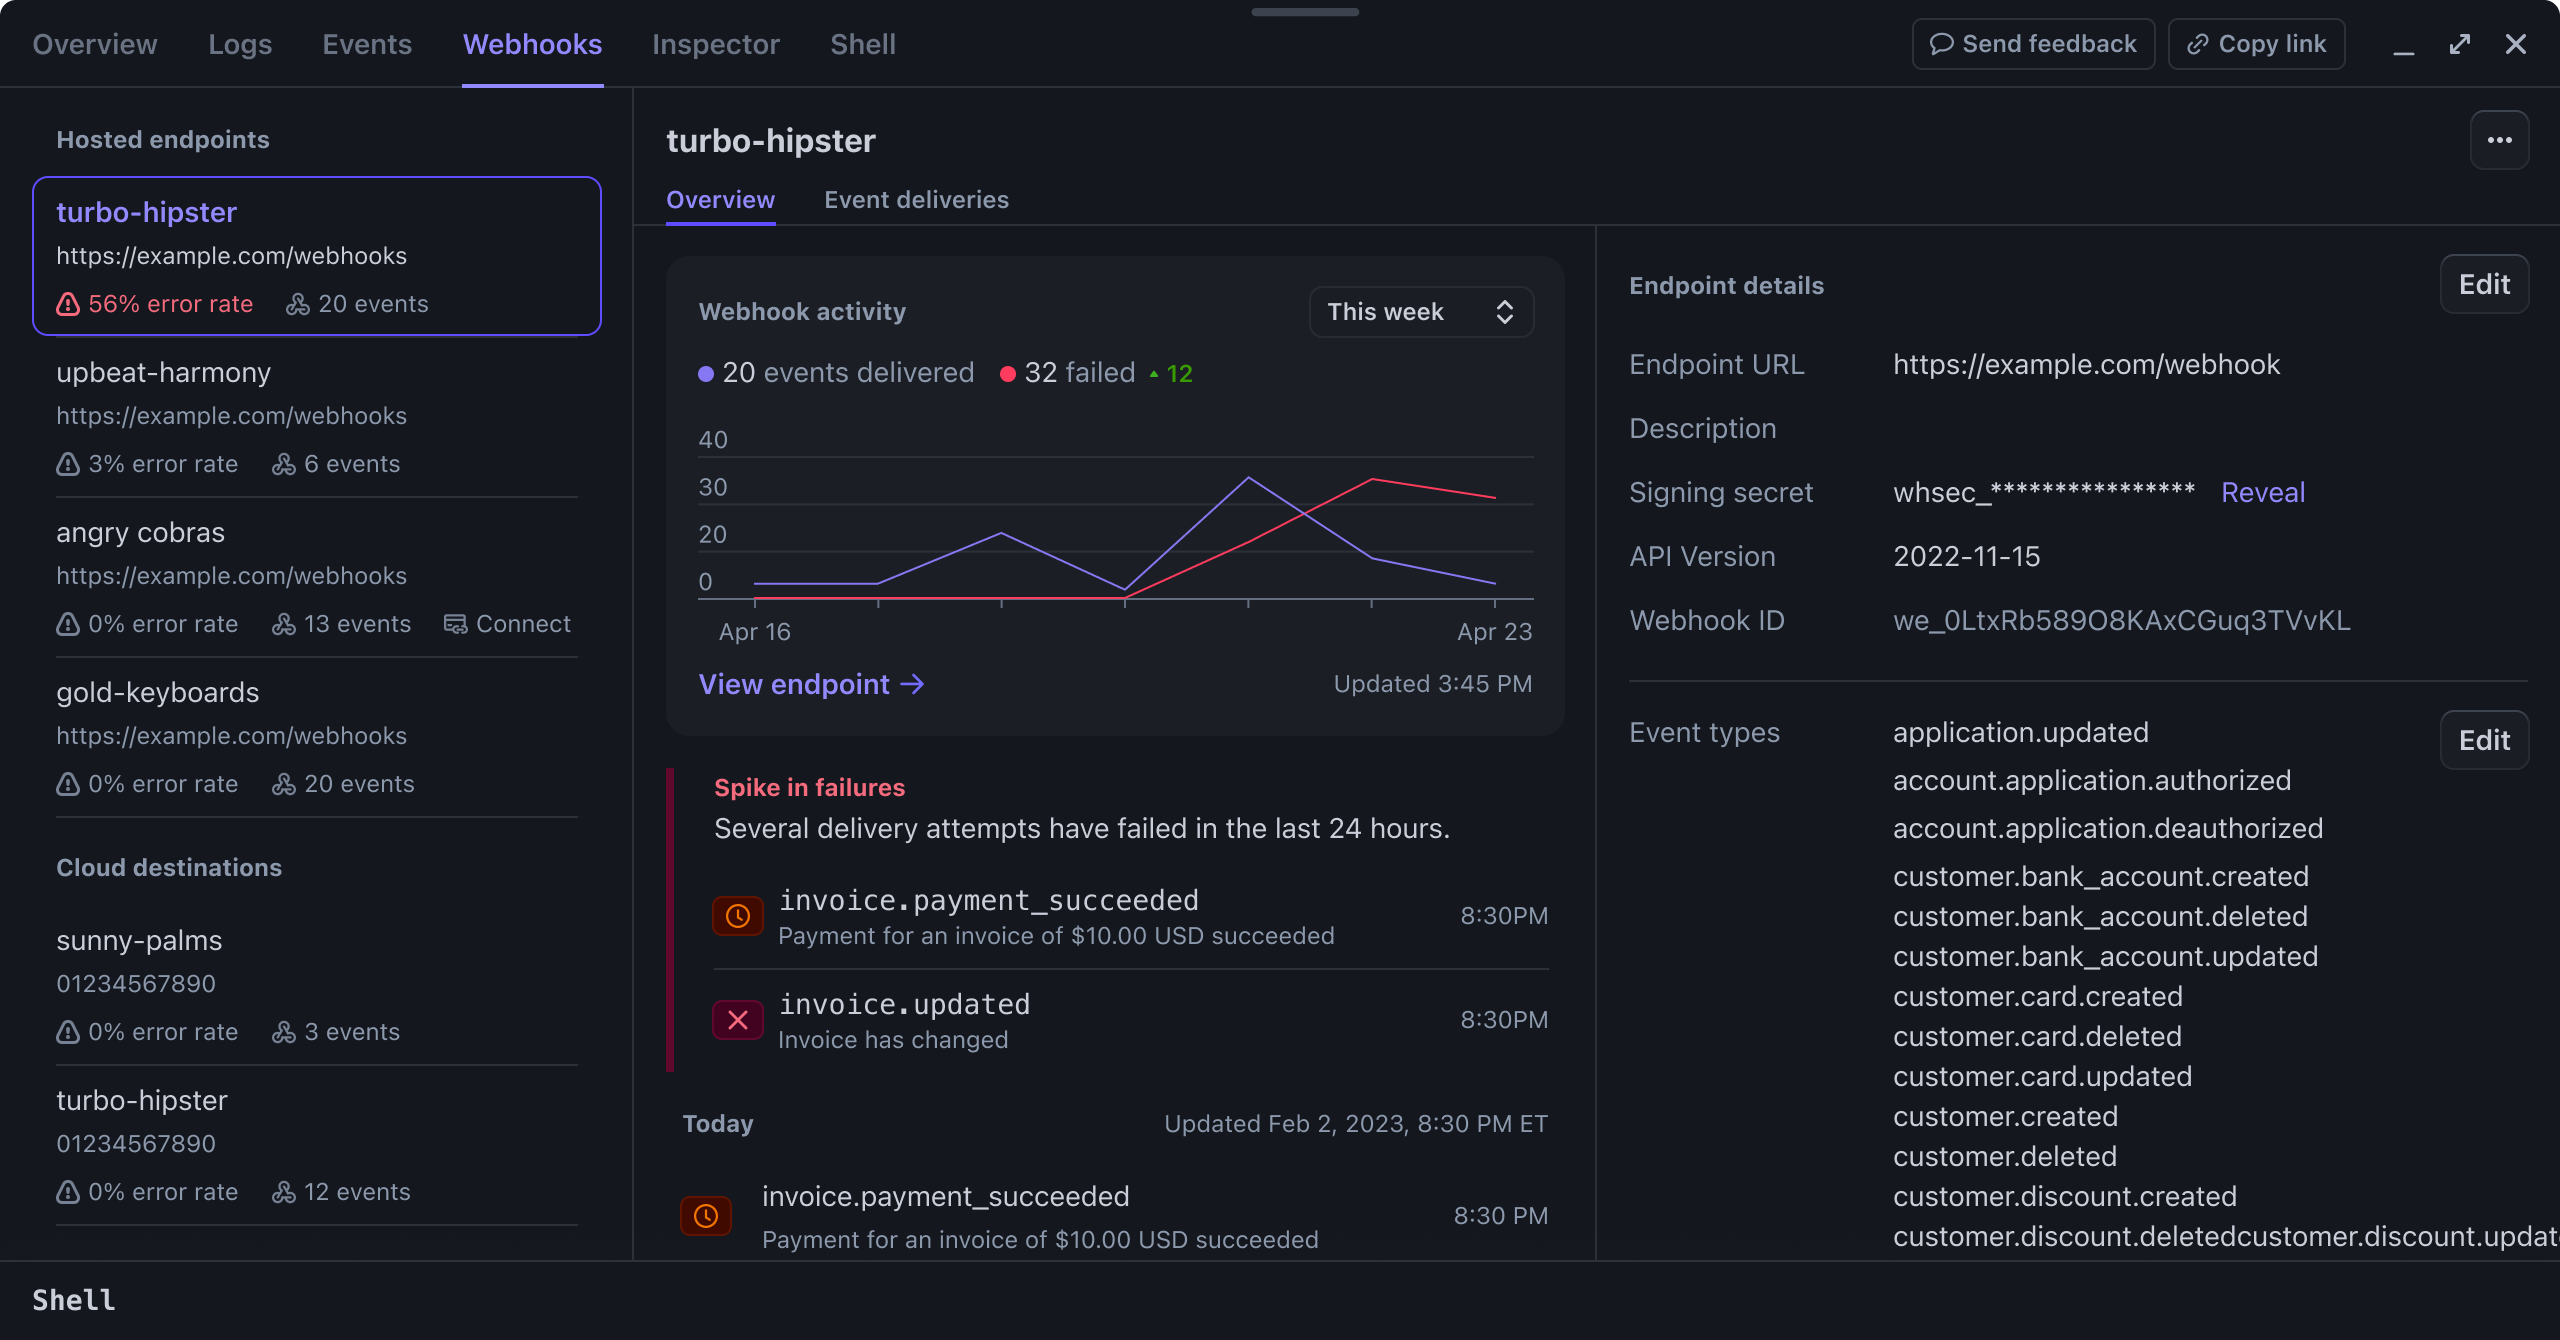 Overview Logs Events Webhooks Inspector Shell Send feedback Copy link
Hosted endpoints
turbo-hipster
https://example.com/webhooks
56% error rate 20 events
upbeat-harmony
https://example.com/webhooks
3% error rate 6 events
angry cobras
https://example.com/webhooks
0% error rate 13 events Connect
gold-keyboards
https://example.com/webhooks
0% error rate 20 events
Cloud destinations
sunny-palms
01234567890
0% error rate 3 events
turbo-hipster
01234567890
0% error rate 12 events
turbo-hipster
Overview Event deliveries
Webhook activity This week
20 events delivered 32 failed 12
40
30
20
0
Apr 16 Apr 23
View endpoint → Updated 3:45 PM
Spike in failures
Several delivery attempts have failed in the last 24 hours.
invoice.payment_succeeded
Payment for an invoice of $10.00 USD succeeded
8:30PM
invoice.updated
Invoice has changed
8:30PM
Today Updated Feb 2, 2023, 8:30 PM ET
invoice.payment_succeeded
Payment for an invoice of $10.00 USD succeeded
8:30 PM
Endpoint details Edit
Endpoint URL https://example.com/webhook
Description
Signing secret whsec_**************** Reveal
API Version 2022-11-15
Webhook ID we_0LtxRb589O8KAxCGuq3TVvKL
Event types application.updated Edit
account.application.authorized
account.application.deauthorized
customer.bank_account.created
customer.bank_account.deleted
customer.bank_account.updated
customer.card.created
customer.card.deleted
customer.card.updated
customer.created
customer.deleted
customer.discount.created
customer.discount.deletedcustomer.discount.updat
Shell